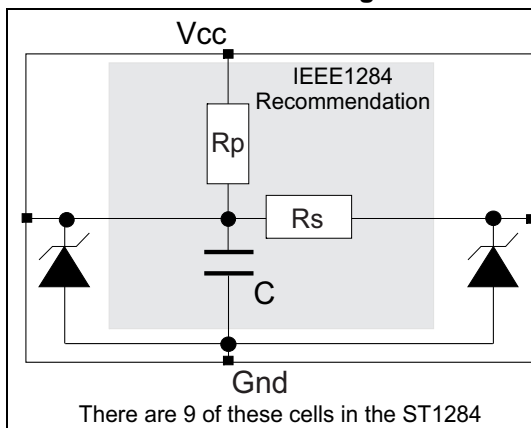 Vcc
IEEE1284
Recommendation
Rp
Rs
C
Gnd
There are 9 of these cells in the ST1284